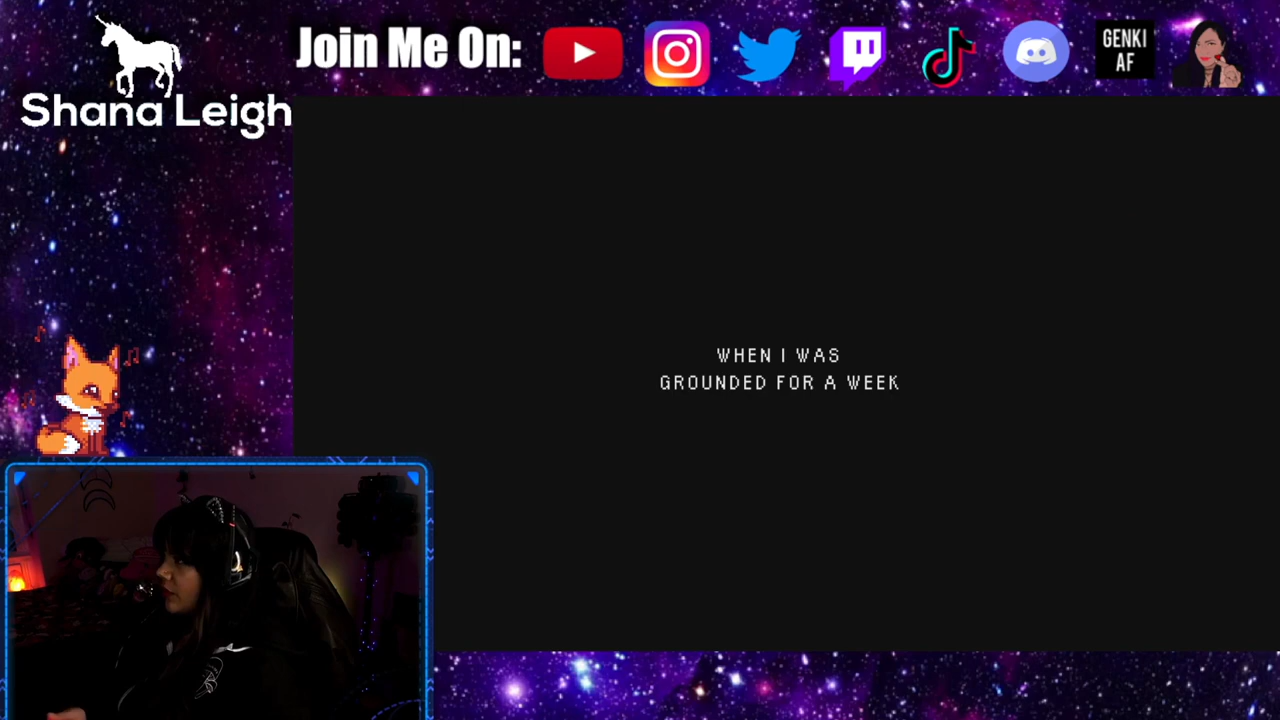 Join Me On:
GENKI
AF
Shana Leigh
WHEN I WAS
GROUNDED FOR A WEEK